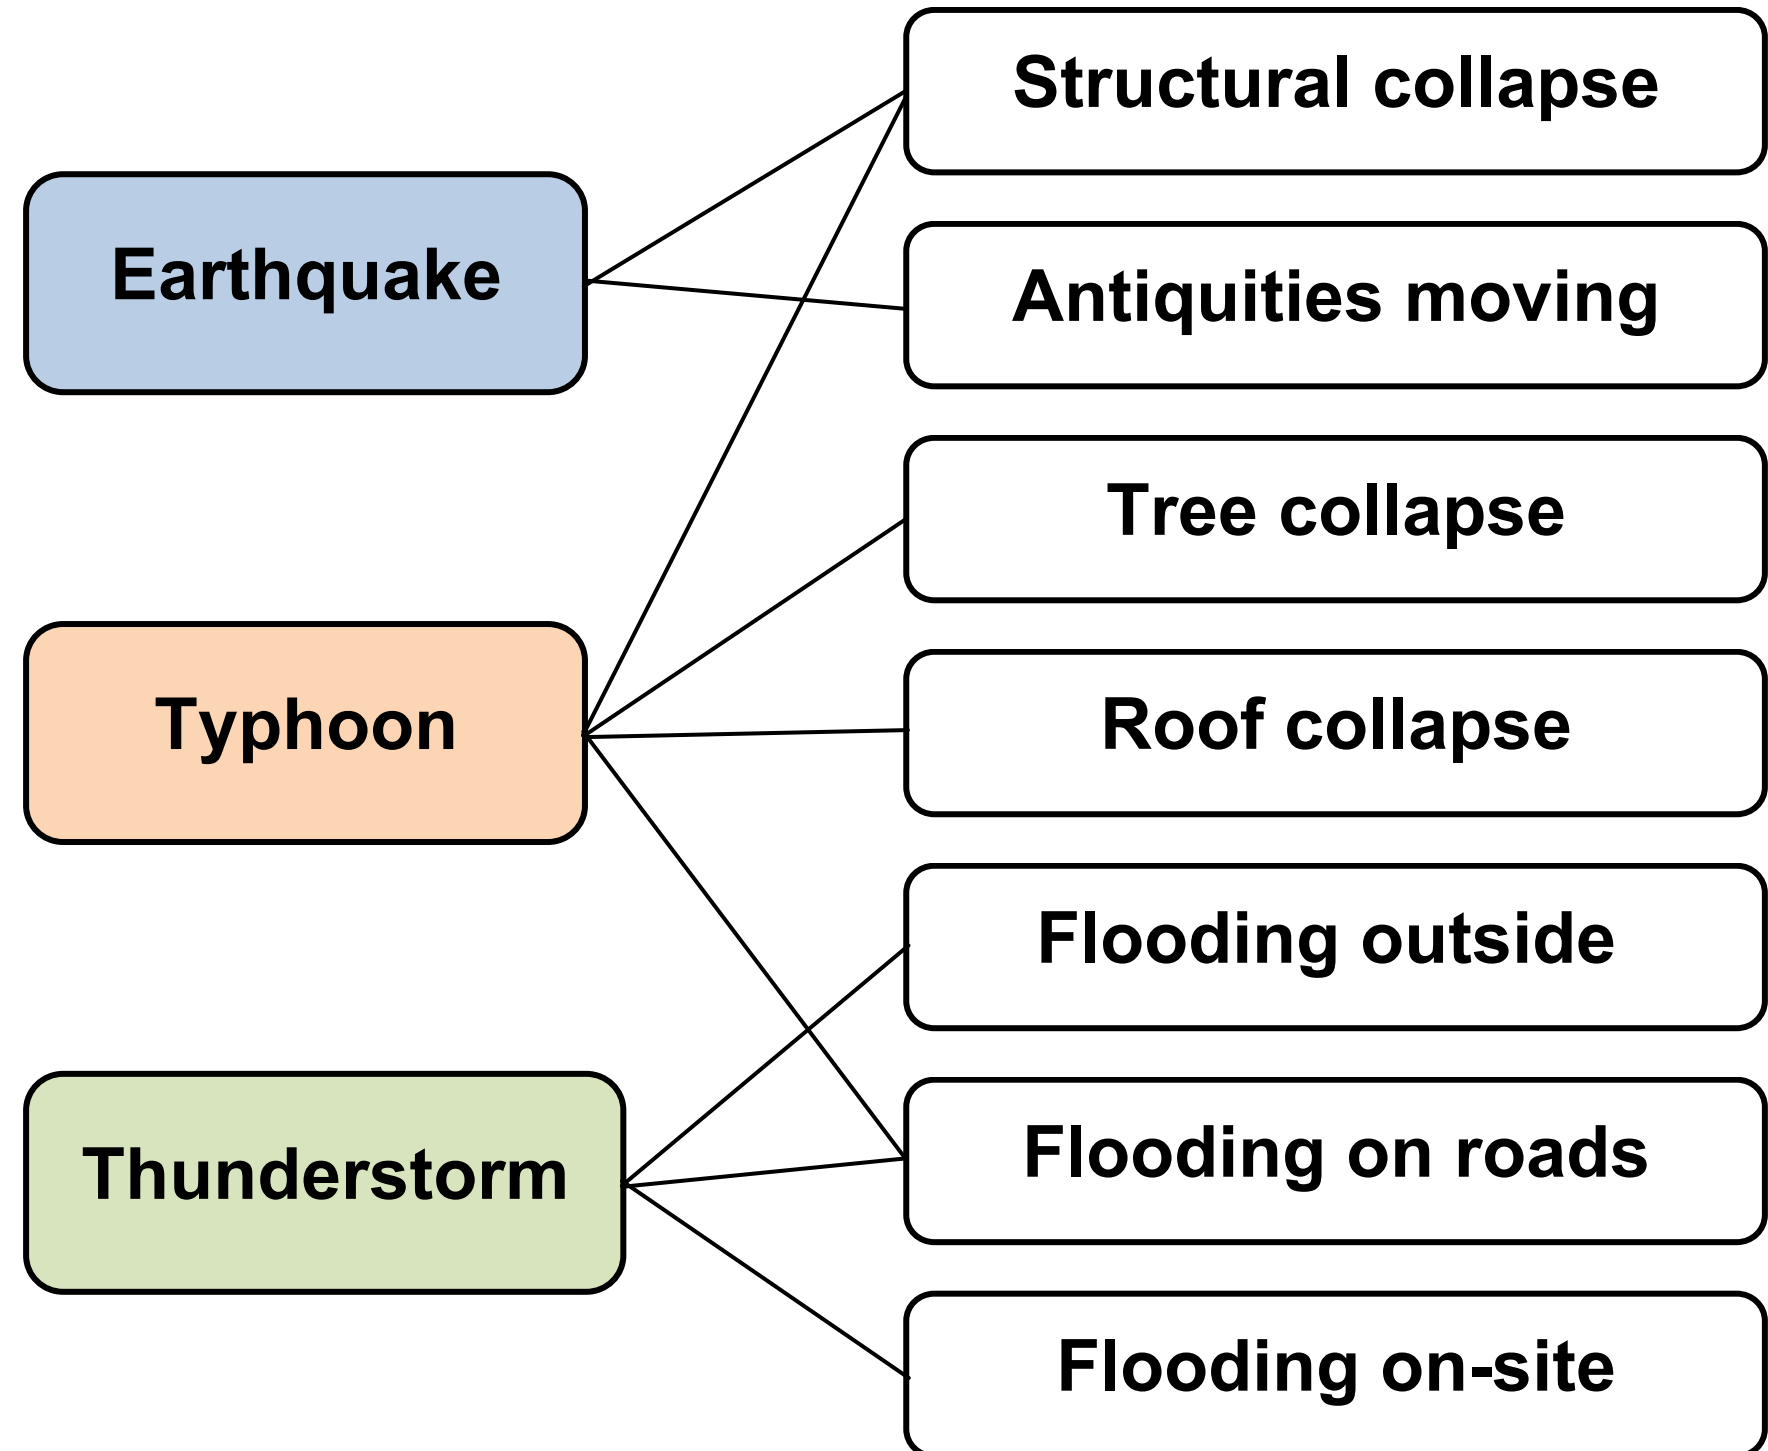 Structural collapse
Earthquake
Antiquities moving
Tree collapse
Typhoon
Roof collapse
Flooding outside
Thunderstorm
Flooding on roads
Flooding on-site